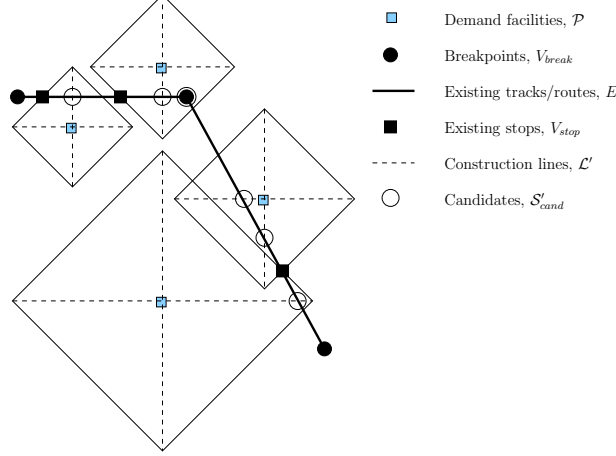 Demand facilities, 𝒫
Breakpoints, V_break
Existing tracks/routes, E
Existing stops, V_stop
Construction lines, ℒ′
Candidates, 𝒮′_cand